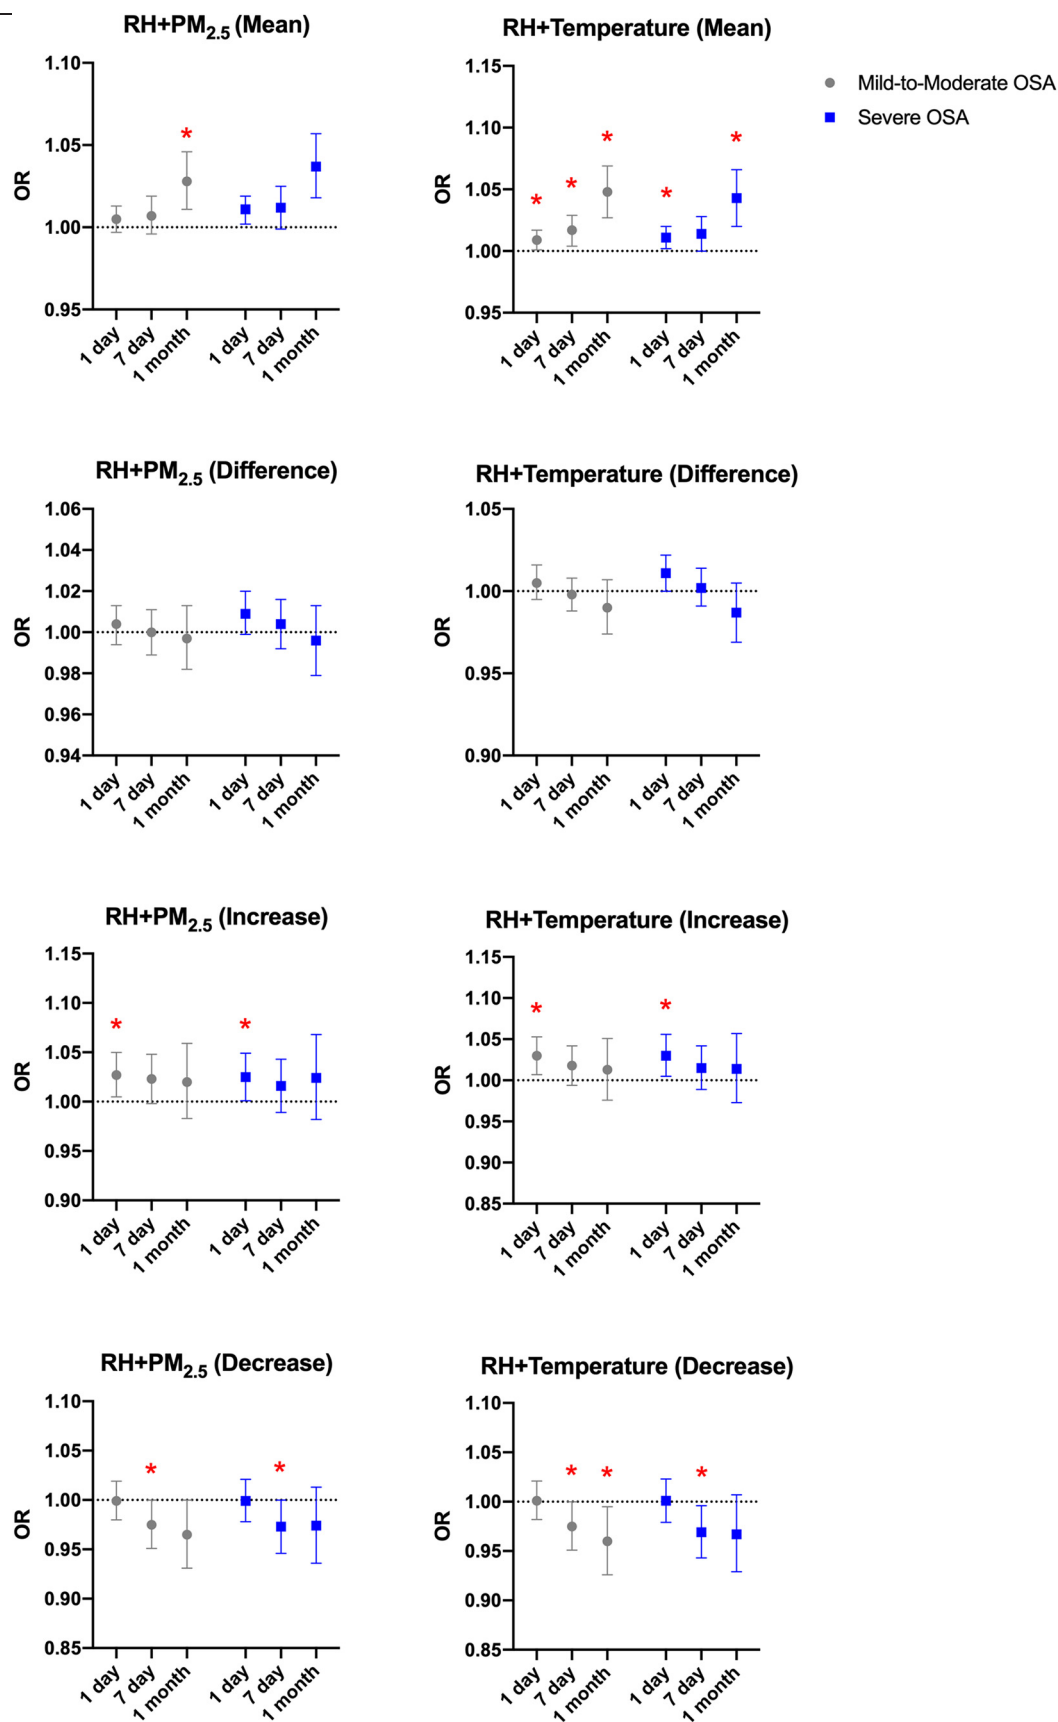 RH+PM2.5 (Mean)
1.10
1.05
1.00
0.95
OR
*
1 day
7 day
1 month
1 day
7 day
1 month
RH+Temperature (Mean)
1.15
1.10
1.05
1.00
0.95
OR
*
*
*
*
*
1 day
7 day
1 month
1 day
7 day
1 month
Mild-to-Moderate OSA
Severe OSA
RH+PM2.5 (Difference)
1.06
1.04
1.02
1.00
0.98
0.96
0.94
OR
1 day
7 day
1 month
1 day
7 day
1 month
RH+Temperature (Difference)
1.05
1.00
0.95
0.90
OR
1 day
7 day
1 month
1 day
7 day
1 month
RH+PM2.5 (Increase)
1.15
1.10
1.05
1.00
0.95
0.90
OR
*
*
1 day
7 day
1 month
1 day
7 day
1 month
RH+Temperature (Increase)
1.15
1.10
1.05
1.00
0.95
0.90
0.85
OR
*
*
1 day
7 day
1 month
1 day
7 day
1 month
RH+PM2.5 (Decrease)
1.10
1.05
1.00
0.95
0.90
0.85
OR
*
*
1 day
7 day
1 month
1 day
7 day
1 month
RH+Temperature (Decrease)
1.10
1.05
1.00
0.95
0.90
0.85
OR
*
*
*
1 day
7 day
1 month
1 day
7 day
1 month